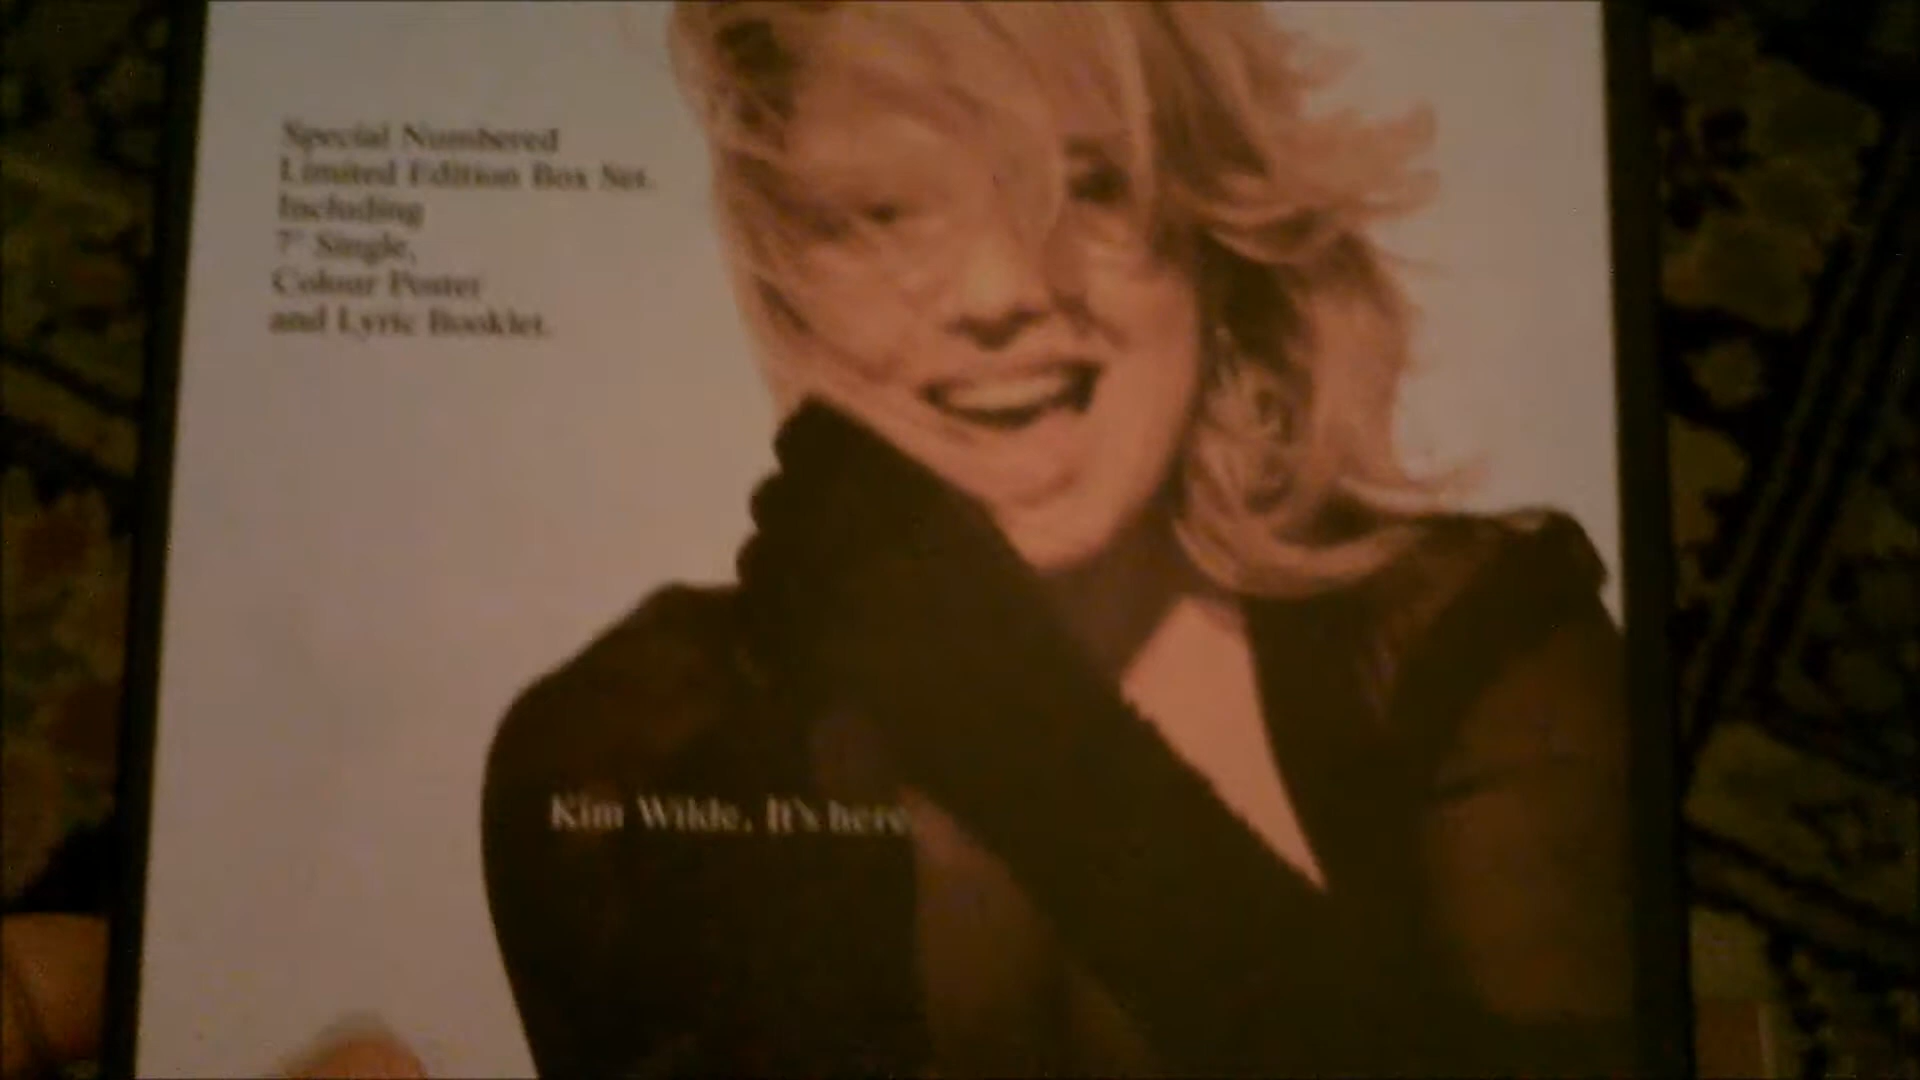 Special Numbered
Limited Edition Box Set.
Including
7" Single,
Colour Poster
and Lyric Booklet.
Kim Wilde. It's here